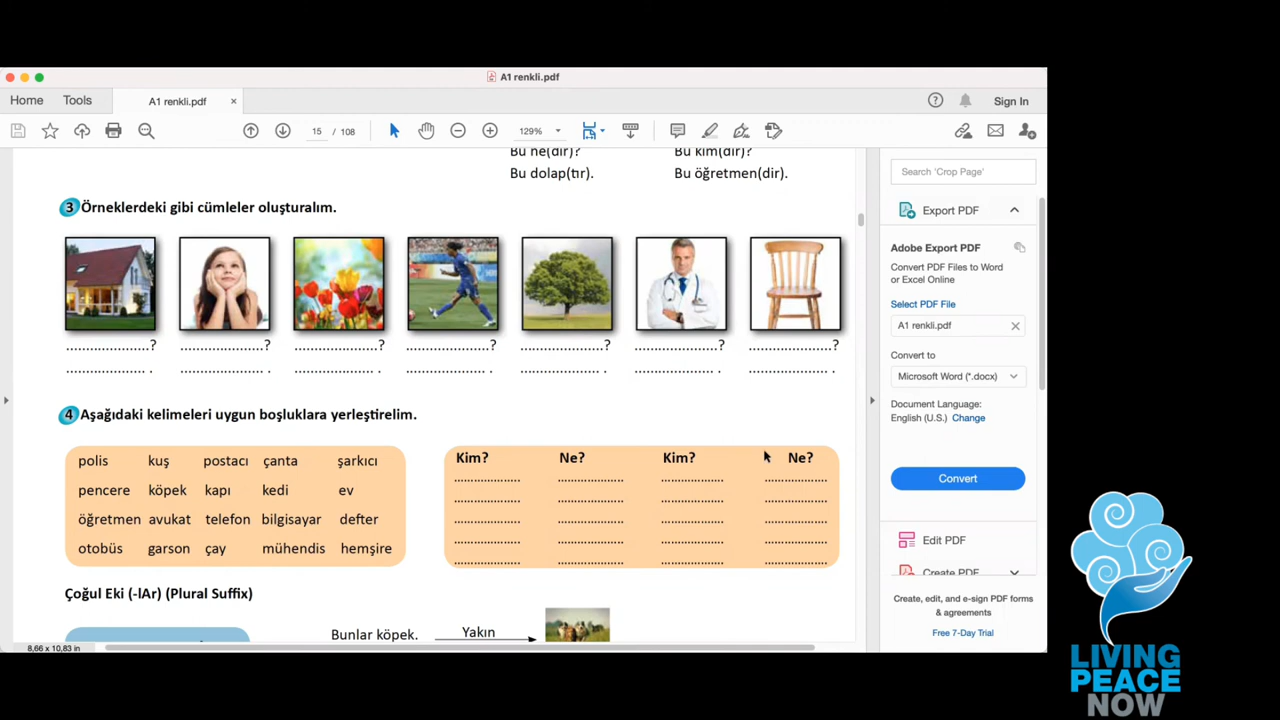 A1 renkli.pdf
Home Tools A1 renkli.pdf × Sign In
15 / 108 129%
Bu ne(dir)? Bu kim(dir)?
Bu dolap(tır). Bu öğretmen(dir).
3 Örneklerdeki gibi cümleler oluşturalım.
....................? ....................? ....................? ....................? ....................? ....................? ....................?
.................... . .................... . .................... . .................... . .................... . .................... . .................... .
4 Aşağıdaki kelimeleri uygun boşluklara yerleştirelim.
polis kuş postacı çanta şarkıcı
pencere köpek kapı kedi ev
öğretmen avukat telefon bilgisayar defter
otobüs garson çay mühendis hemşire
Kim? Ne? Kim? Ne?
.................... .................... .................... ....................
.................... .................... .................... ....................
.................... .................... .................... ....................
.................... .................... .................... ....................
.................... .................... .................... ....................
Çoğul Eki (-lAr) (Plural Suffix)
Bunlar köpek. Yakın
8,66 x 10,83 in
Search 'Crop Page'
Export PDF
Adobe Export PDF
Convert PDF Files to Word
or Excel Online
Select PDF File
A1 renkli.pdf
Convert to
Microsoft Word (*.docx)
Document Language:
English (U.S.) Change
Convert
Edit PDF
Create PDF
Create, edit, and e-sign PDF forms
& agreements
Free 7-Day Trial
LIVING
PEACE
NOW